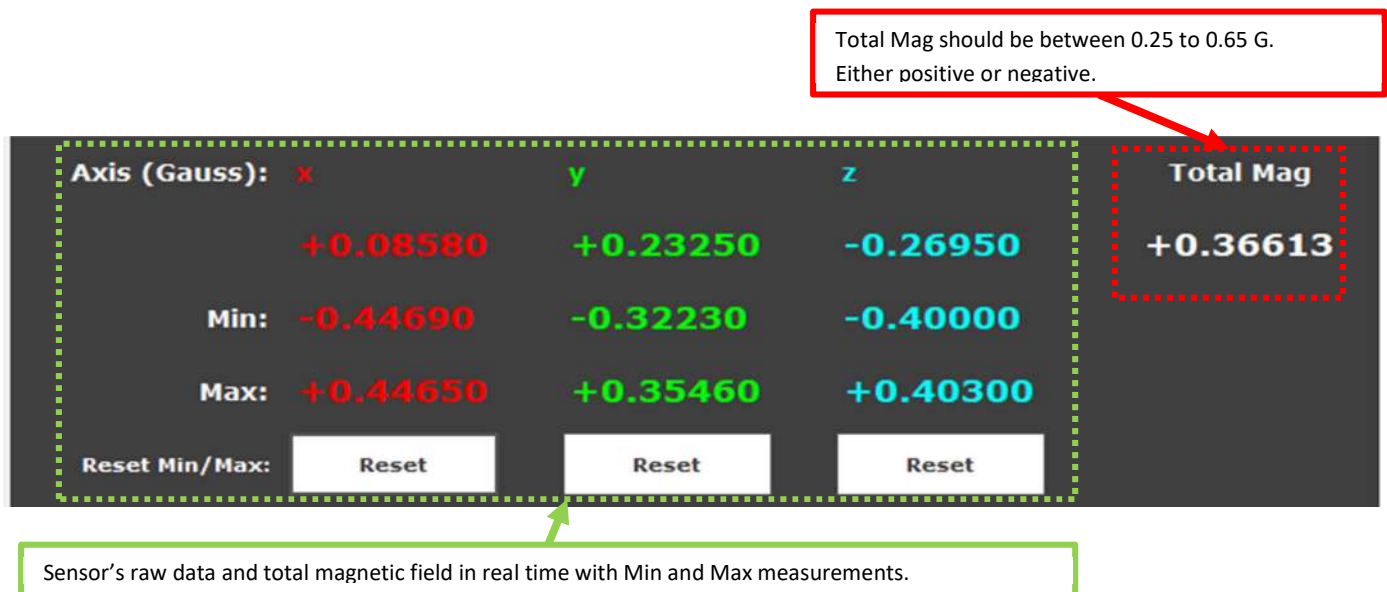 Total Mag should be between 0.25 to 0.65 G.
Either positive or negative.
Axis (Gauss): x y z Total Mag
+0.08580 +0.23250 -0.26950 +0.36613
Min: -0.44690 -0.32230 -0.40000
Max: +0.44650 +0.35460 +0.40300
Reset Min/Max: Reset Reset Reset
Sensor’s raw data and total magnetic field in real time with Min and Max measurements.